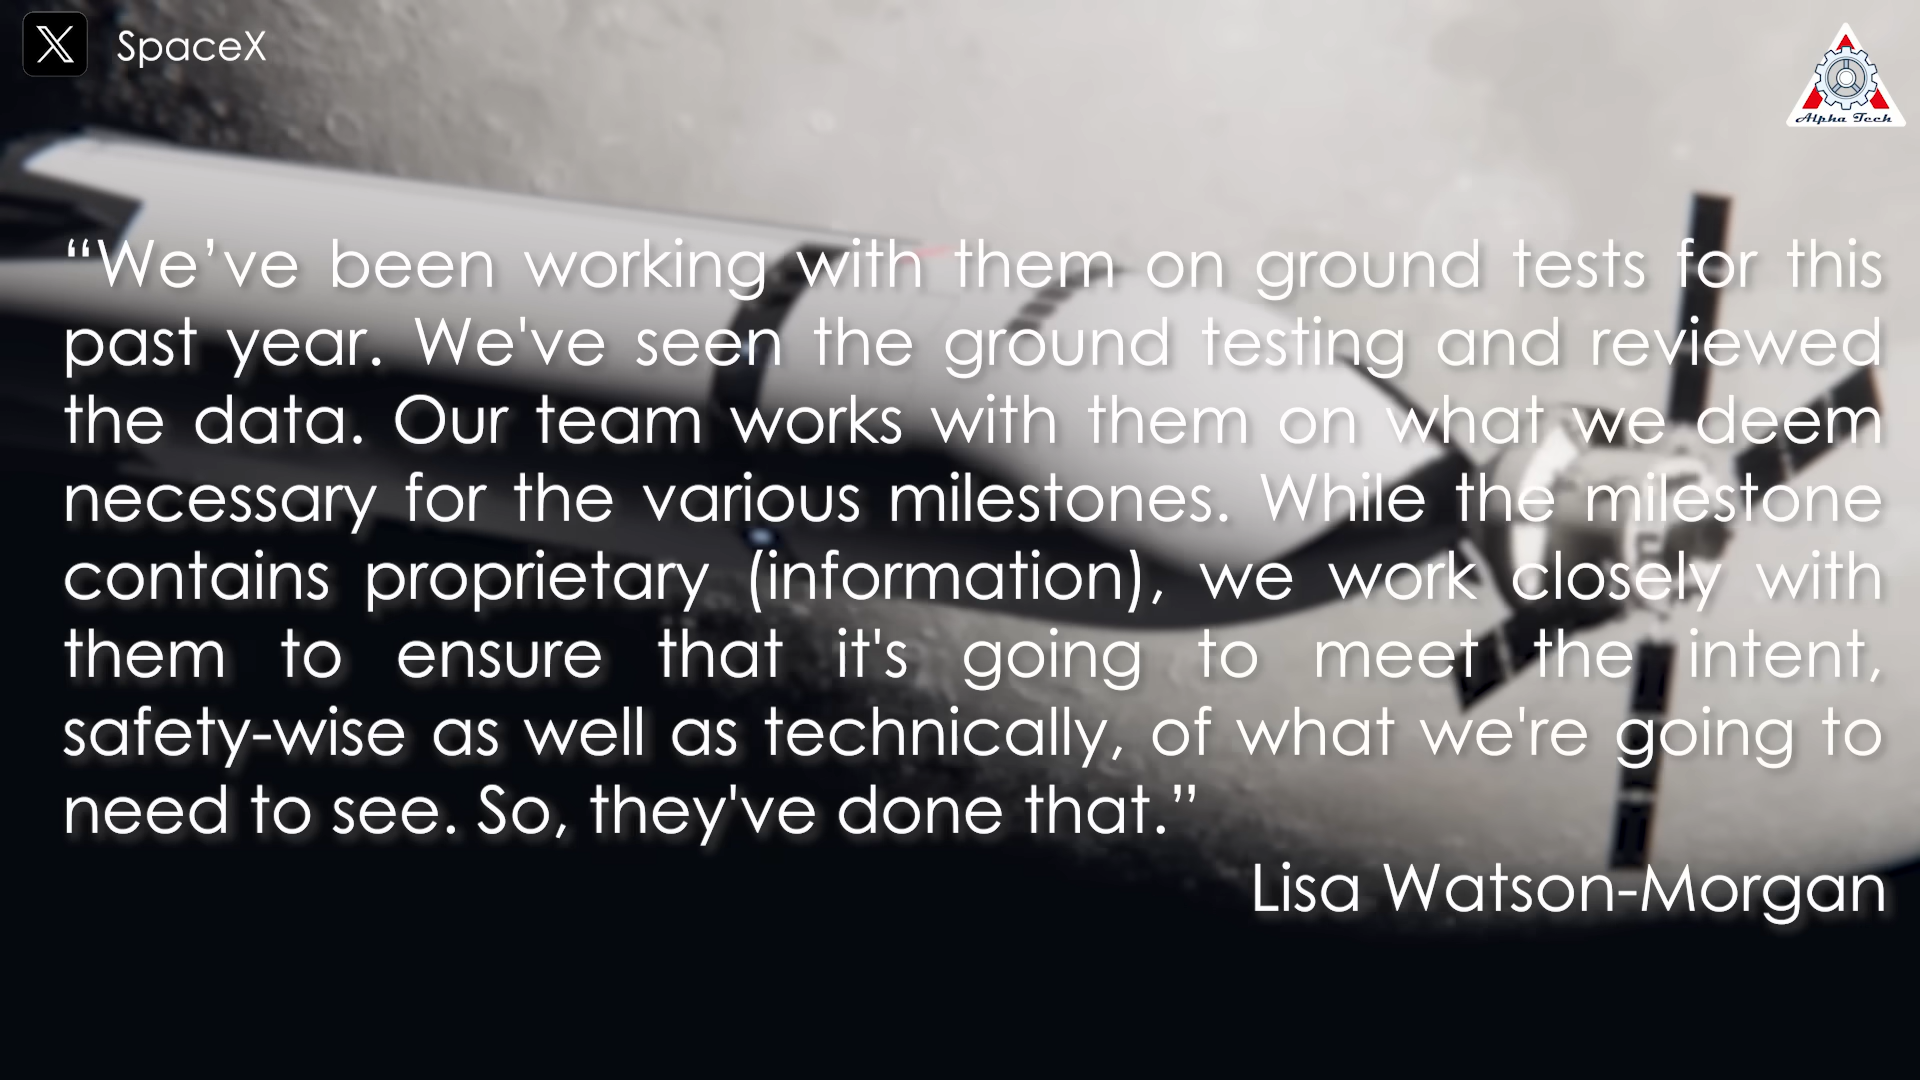 SpaceX
Alpha Tech
“We’ve been working with them on ground tests for this
past year. We've seen the ground testing and reviewed
the data. Our team works with them on what we deem
necessary for the various milestones. While the milestone
contains proprietary (information), we work closely with
them to ensure that it's going to meet the intent,
safety-wise as well as technically, of what we're going to
need to see. So, they've done that.”
Lisa Watson-Morgan